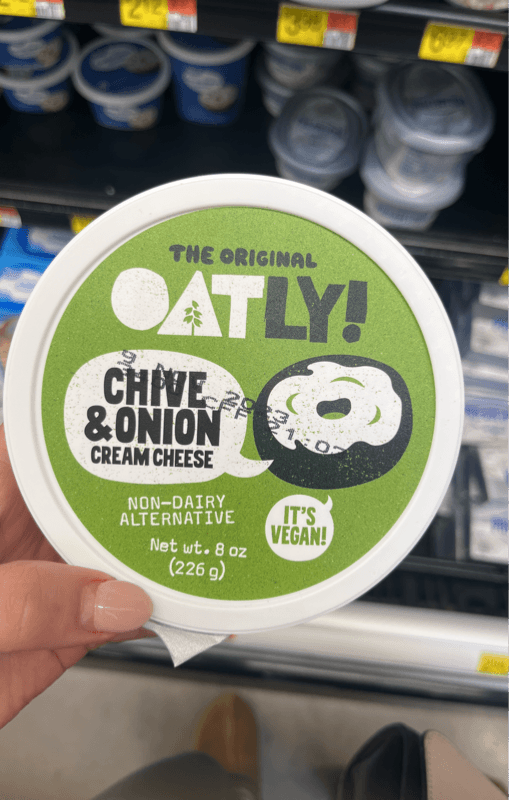 THE ORIGINAL
OATLY!
CHIVE
& ONION
CREAM CHEESE
NON-DAIRY
ALTERNATIVE
IT'S
VEGAN!
Net wt. 8 oz
(226 g)